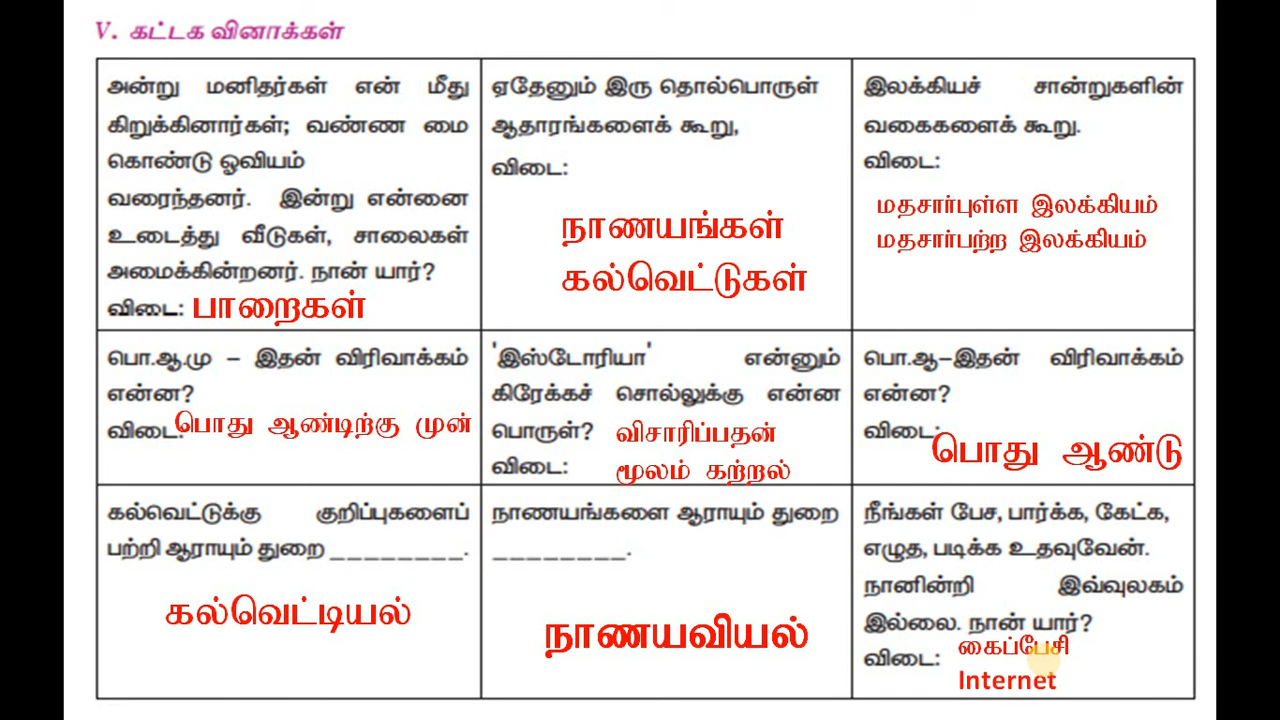 V. கட்டக வினாக்கள்
அன்று மனிதர்கள் என் மீது
கிறுக்கினார்கள்; வண்ண மை
கொண்டு ஓவியம்
வரைந்தனர். இன்று என்னை
உடைத்து வீடுகள், சாலைகள்
அமைக்கின்றனர். நான் யார்?
விடை: பாறைகள்
ஏதேனும் இரு தொல்பொருள்
ஆதாரங்களைக் கூறு,
விடை:
நாணயங்கள்
கல்வெட்டுகள்
இலக்கியச் சான்றுகளின்
வகைகளைக் கூறு.
விடை:
மதசார்புள்ள இலக்கியம்
மதசார்பற்ற இலக்கியம்
பொ.ஆ.மு – இதன் விரிவாக்கம்
என்ன?
விடை: பொது ஆண்டிற்கு முன்
'இஸ்டோரியா' என்னும்
கிரேக்கச் சொல்லுக்கு என்ன
பொருள்? விசாரிப்பதன்
விடை: மூலம் கற்றல்
பொ.ஆ–இதன் விரிவாக்கம்
என்ன?
விடை: பொது ஆண்டு
கல்வெட்டுக்கு குறிப்புகளைப்
பற்றி ஆராயும் துறை ________.
கல்வெட்டியல்
நாணயங்களை ஆராயும் துறை
________.
நாணயவியல்
நீங்கள் பேச, பார்க்க, கேட்க,
எழுத, படிக்க உதவுவேன்.
நானின்றி இவ்வுலகம்
இல்லை. நான் யார்?
விடை: கைப்பேசி
Internet